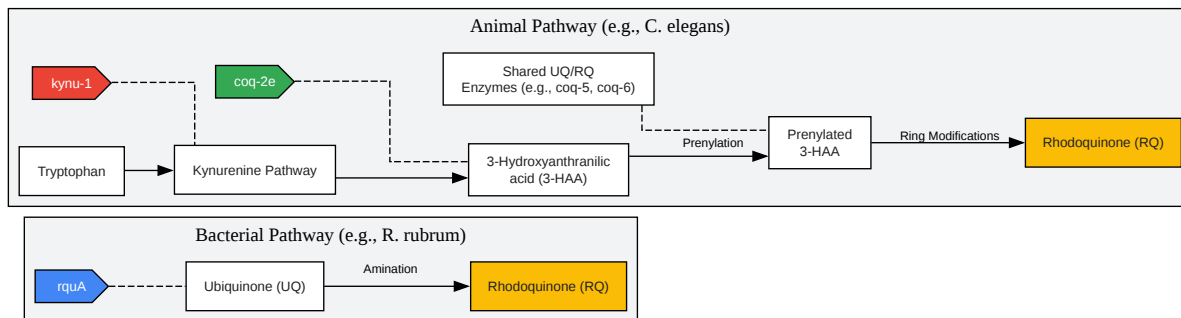 Animal Pathway (e.g., C. elegans)
kynu-1
coq-2e
Shared UQ/RQ
Enzymes (e.g., coq-5, coq-6)
Tryptophan
Kynurenine Pathway
3-Hydroxyanthranilic
acid (3-HAA)
Prenylation
Prenylated
3-HAA
Ring Modifications
Rhodoquinone (RQ)
Bacterial Pathway (e.g., R. rubrum)
rquA
Ubiquinone (UQ)
Amination
Rhodoquinone (RQ)